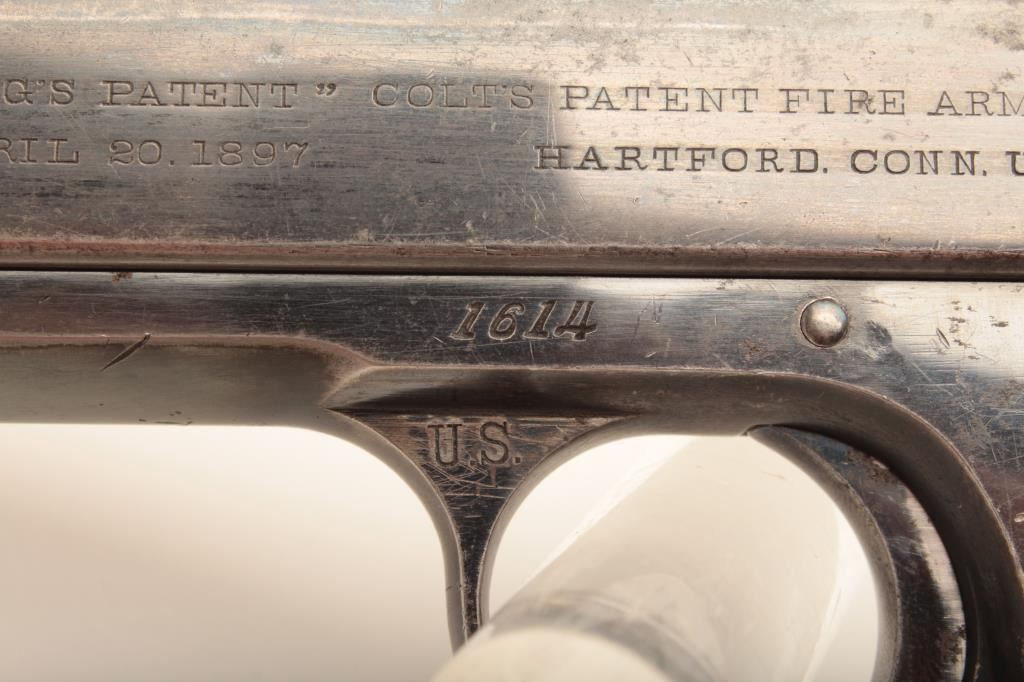 G'S PATENT" COLT'S PATENT FIRE ARM
RIL 20. 1897 HARTFORD. CONN. U
1614
U.S.